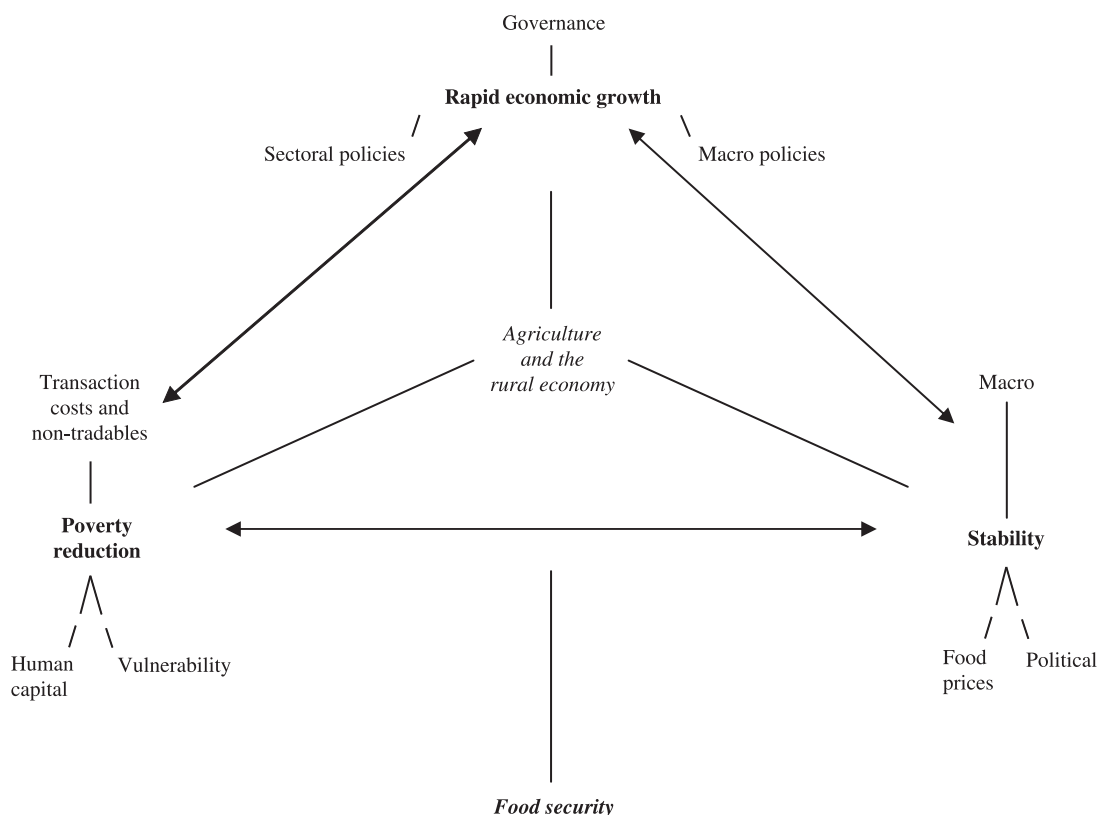 Governance
Rapid economic growth
Sectoral policies
Macro policies
Agriculture
and the
rural economy
Transaction
costs and
non-tradables
Macro
Poverty
reduction
Stability
Human
capital
Vulnerability
Food
prices
Political
Food security